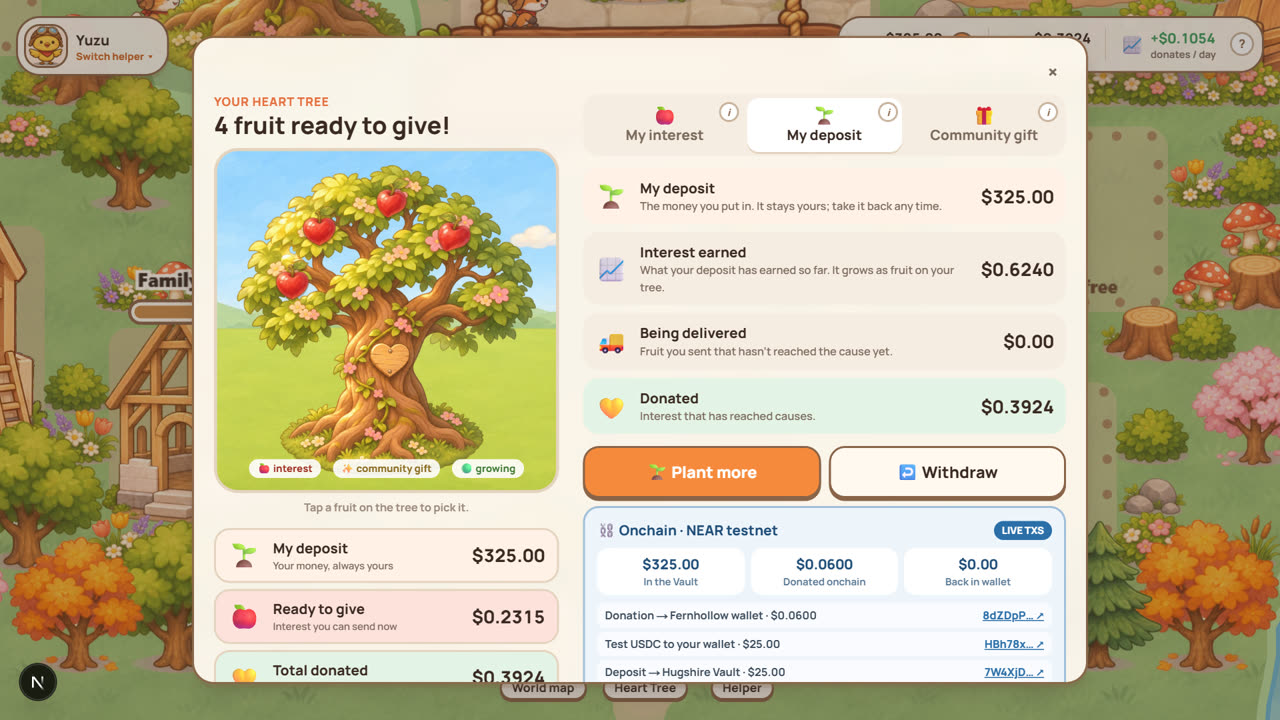 Yuzu
Switch helper
$325.00
$0.3924
+$0.1054
donates / day
?
×
YOUR HEART TREE
4 fruit ready to give!
interest
community gift
growing
Tap a fruit on the tree to pick it.
My deposit
Your money, always yours
$325.00
Ready to give
Interest you can send now
$0.2315
Total donated
$0.3924
My interest
i
My deposit
i
Community gift
i
My deposit
The money you put in. It stays yours; take it back any time.
$325.00
Interest earned
What your deposit has earned so far. It grows as fruit on your
tree.
$0.6240
Being delivered
Fruit you sent that hasn't reached the cause yet.
$0.00
Donated
Interest that has reached causes.
$0.3924
Plant more
Withdraw
Onchain · NEAR testnet
LIVE TXS
$325.00
In the Vault
$0.0600
Donated onchain
$0.00
Back in wallet
Donation → Fernhollow wallet · $0.0600
8dZDpP… ↗
Test USDC to your wallet · $25.00
HBh78x… ↗
Deposit → Hugshire Vault · $25.00
7W4XjD… ↗
Family
ree
World map
Heart Tree
Helper
N